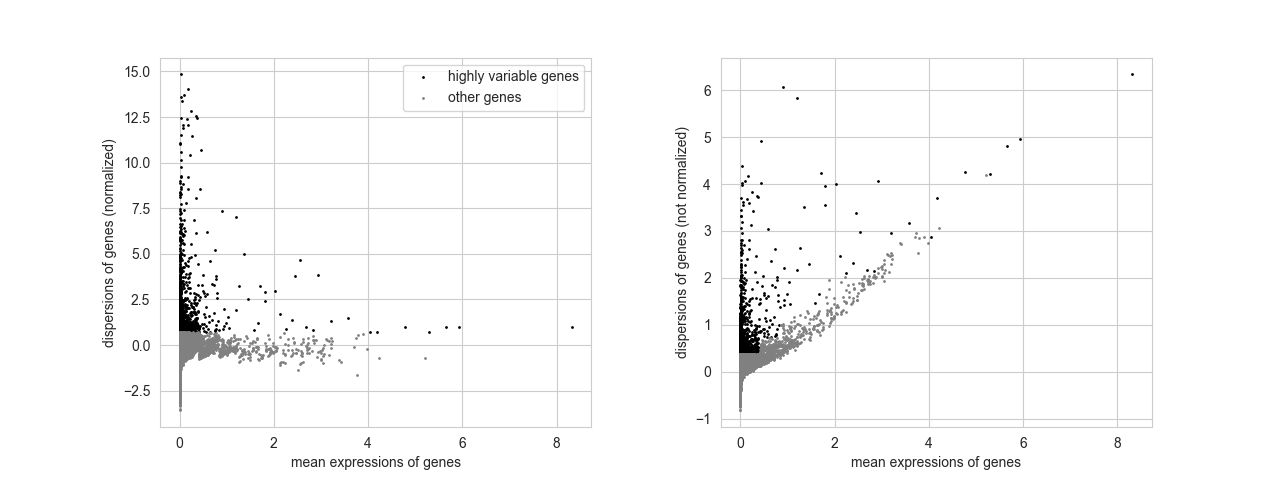 dispersions of genes (normalized)
15.0
12.5
10.0
7.5
5.0
2.5
0.0
−2.5
0 2 4 6 8
mean expressions of genes
highly variable genes
other genes
dispersions of genes (not normalized)
6
5
4
3
2
1
0
−1
0 2 4 6 8
mean expressions of genes